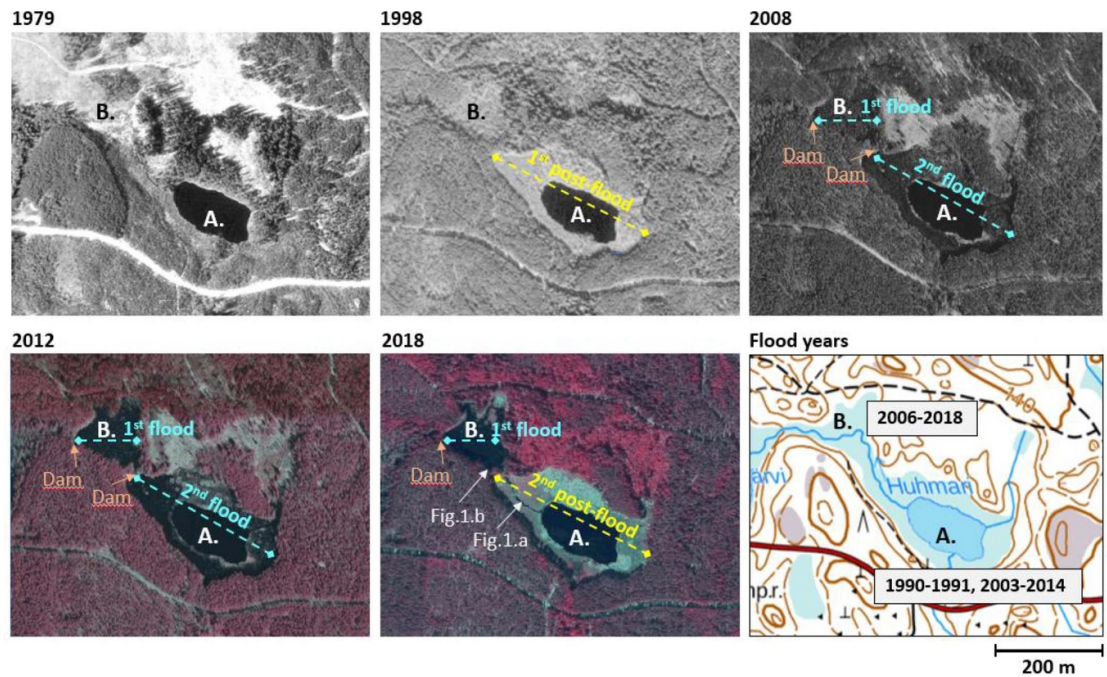 1979
B.
A.
1998
B.
1st post-flood
A.
2008
B. 1st flood
Dam
Dam
2nd flood
A.
2012
B. 1st flood
Dam
Dam
2nd flood
A.
2018
B. 1st flood
Dam
2nd post-flood
Fig.1.b
Fig.1.a
A.
Flood years
140
B.
2006-2018
ärvi
Huhmari
A.
1990-1991, 2003-2014
np.r.
200 m